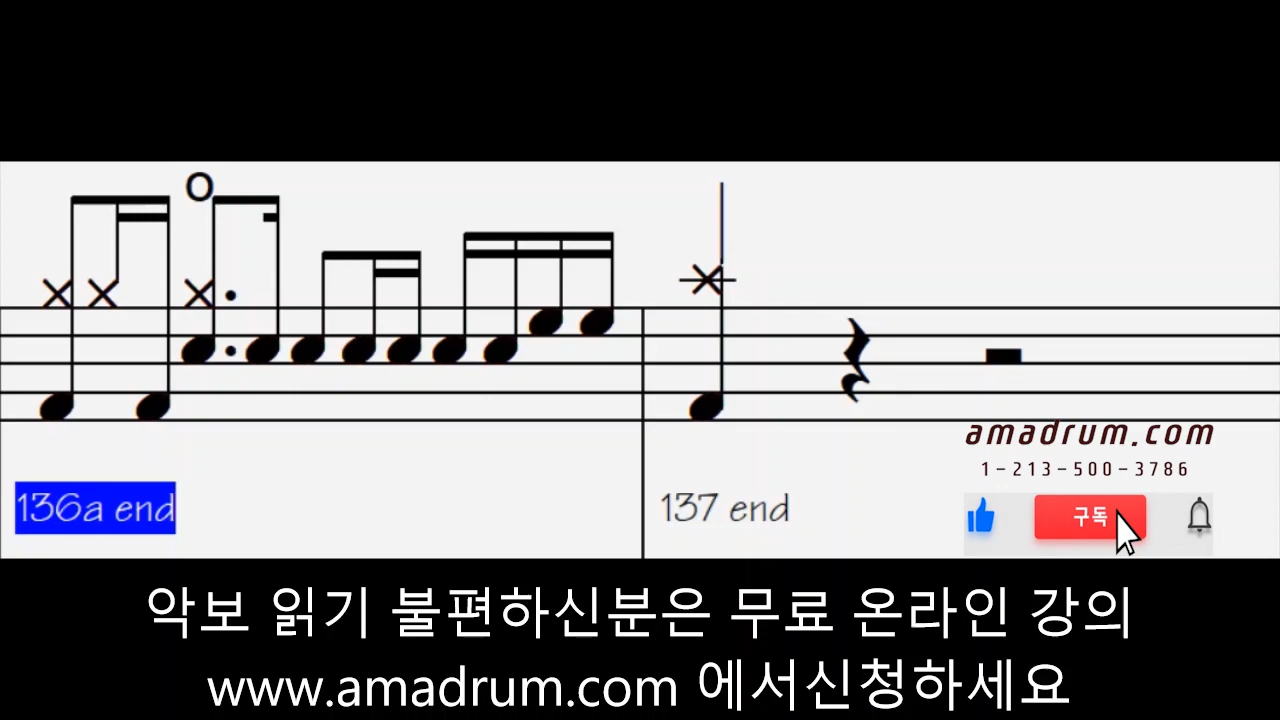 O
136a end
137 end
amadrum.com
1-213-500-3786
구독
악보 읽기 불편하신분은 무료 온라인 강의
www.amadrum.com 에서신청하세요